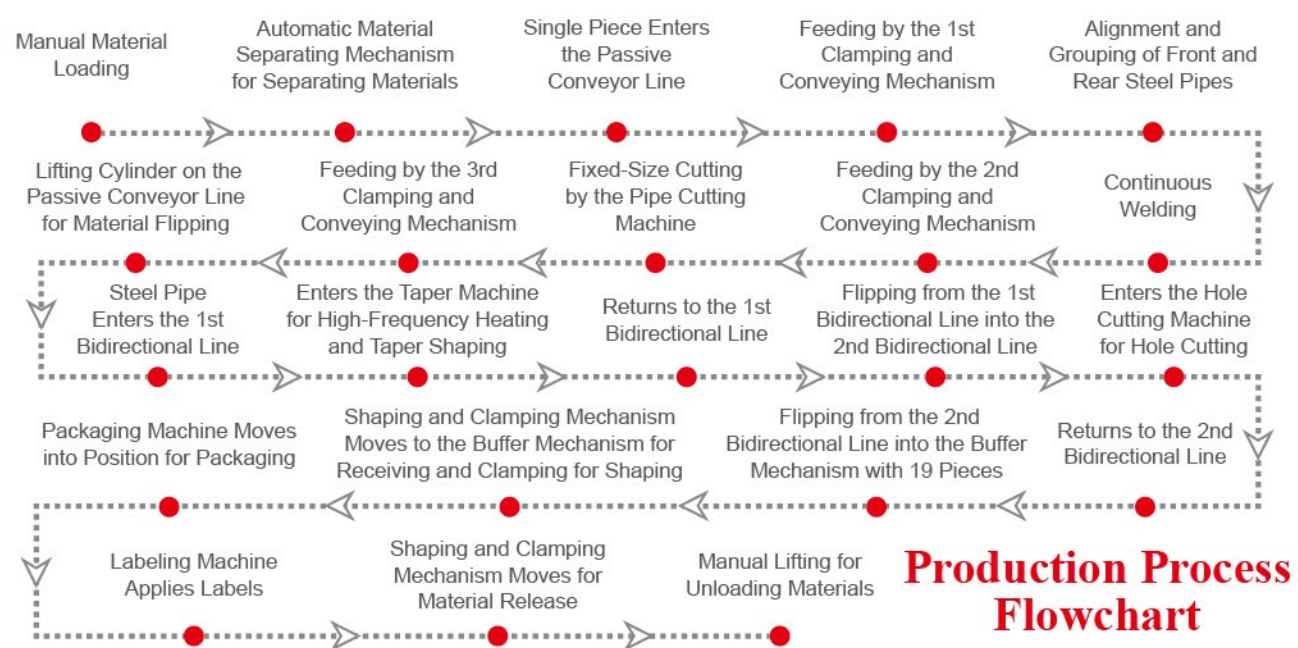 Manual Material
Loading
Automatic Material
Separating Mechanism
for Separating Materials
Single Piece Enters
the Passive
Conveyor Line
Feeding by the 1st
Clamping and
Conveying Mechanism
Alignment and
Grouping of Front and
Rear Steel Pipes
Lifting Cylinder on the
Passive Conveyor Line
for Material Flipping
Feeding by the 3rd
Clamping and
Conveying Mechanism
Fixed-Size Cutting
by the Pipe Cutting
Machine
Feeding by the 2nd
Clamping and
Conveying Mechanism
Continuous
Welding
Steel Pipe
Enters the 1st
Bidirectional Line
Enters the Taper Machine
for High-Frequency Heating
and Taper Shaping
Returns to the 1st
Bidirectional Line
Flipping from the 1st
Bidirectional Line into the
2nd Bidirectional Line
Enters the Hole
Cutting Machine
for Hole Cutting
Packaging Machine Moves
into Position for Packaging
Shaping and Clamping Mechanism
Moves to the Buffer Mechanism for
Receiving and Clamping for Shaping
Flipping from the 2nd
Bidirectional Line into the Buffer
Mechanism with 19 Pieces
Returns to the 2nd
Bidirectional Line
Labeling Machine
Applies Labels
Shaping and Clamping
Mechanism Moves for
Material Release
Manual Lifting for
Unloading Materials
Production Process
Flowchart